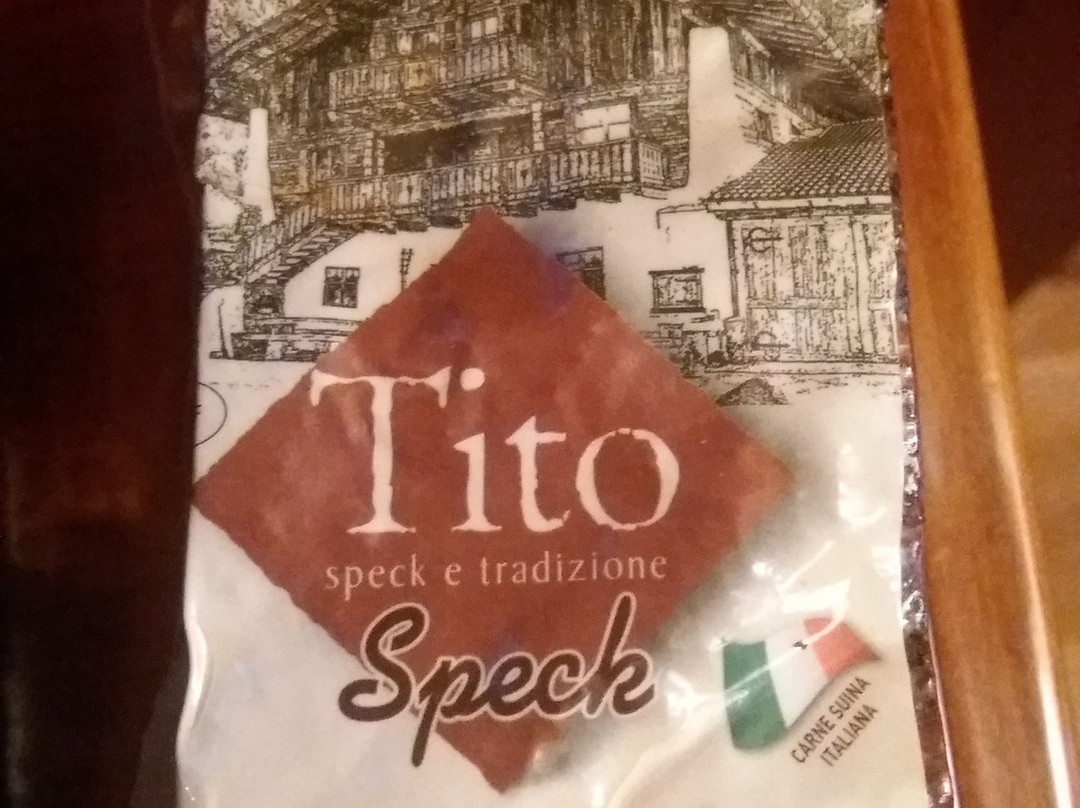 Tito
speck e tradizione
Speck
CARNE SUINA
ITALIANA